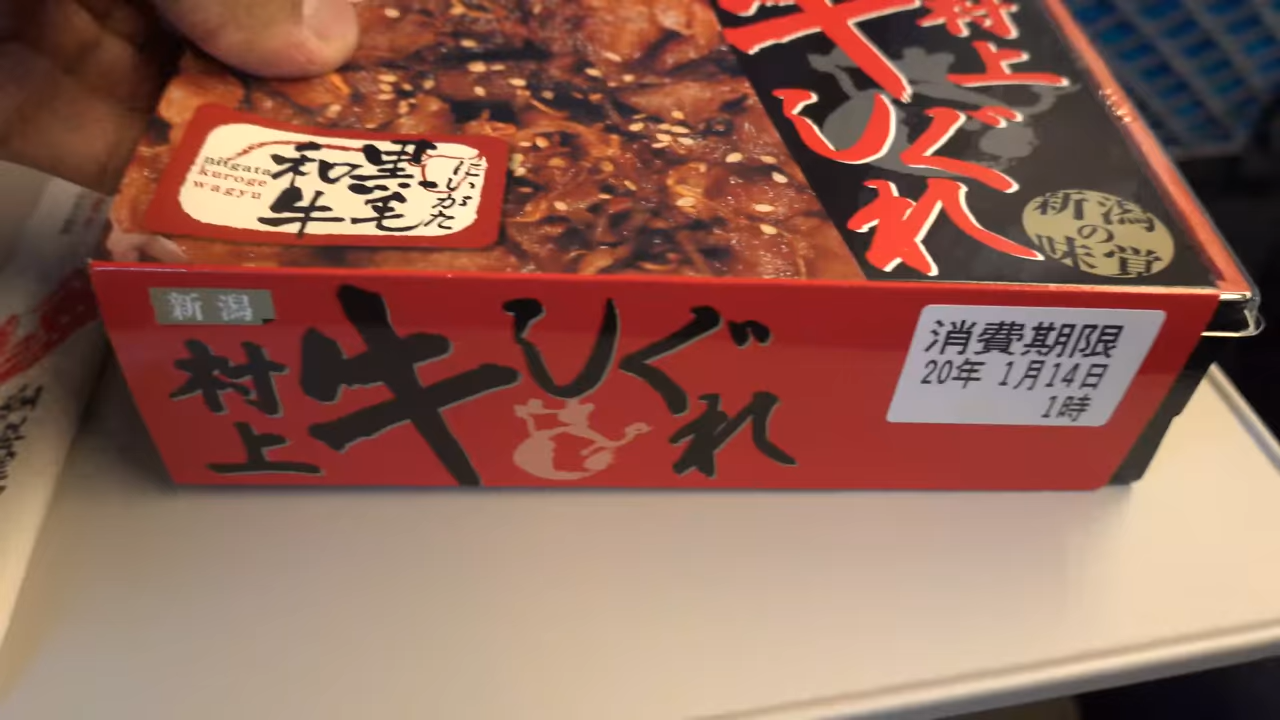 村上
牛
しぐれ
新潟
の
味覚
にいがた
黒毛
和牛
niigata
kuroge
wagyu
新潟
村上
牛しぐれ
消費期限
20年 1月14日
1時